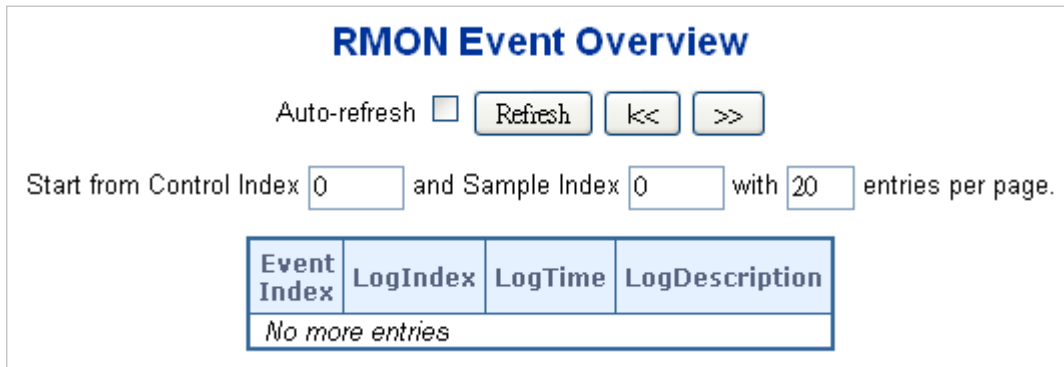 RMON Event Overview
Auto-refresh Refresh |<< >>
Start from Control Index 0 and Sample Index 0 with 20 entries per page.
Event Index LogIndex LogTime LogDescription
No more entries